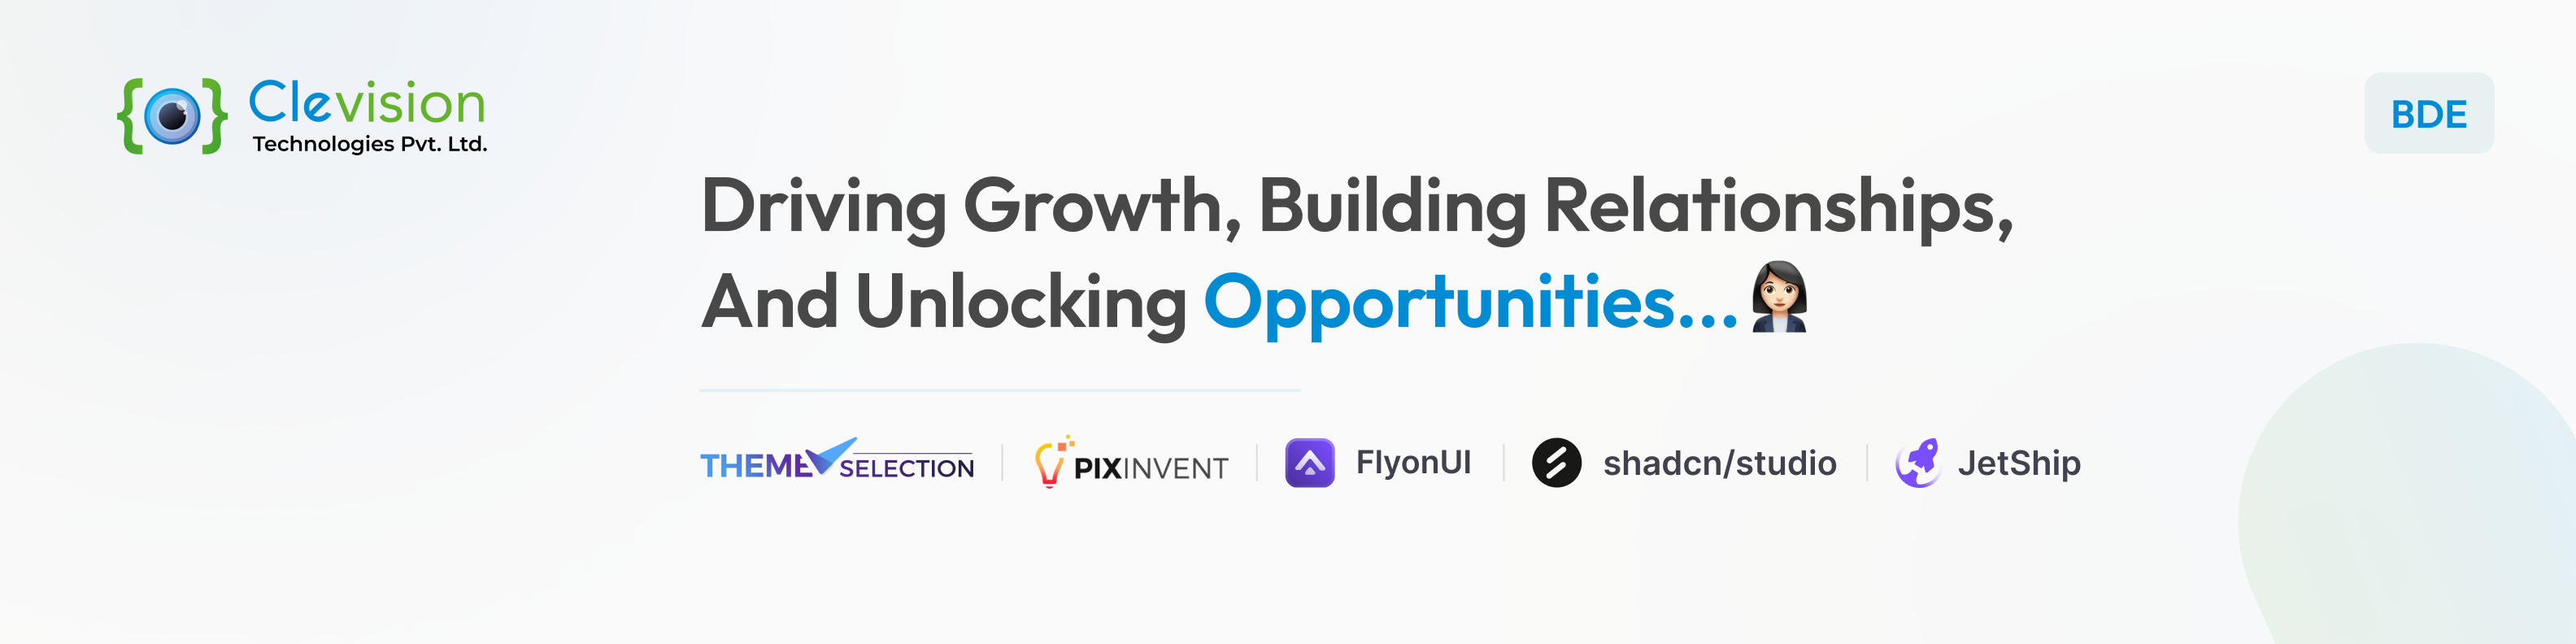 Clevision
Technologies Pvt. Ltd.
BDE
Driving Growth, Building Relationships,
And Unlocking Opportunities...
THEMESELECTION
PIXINVENT
FlyonUI
shadcn/studio
JetShip